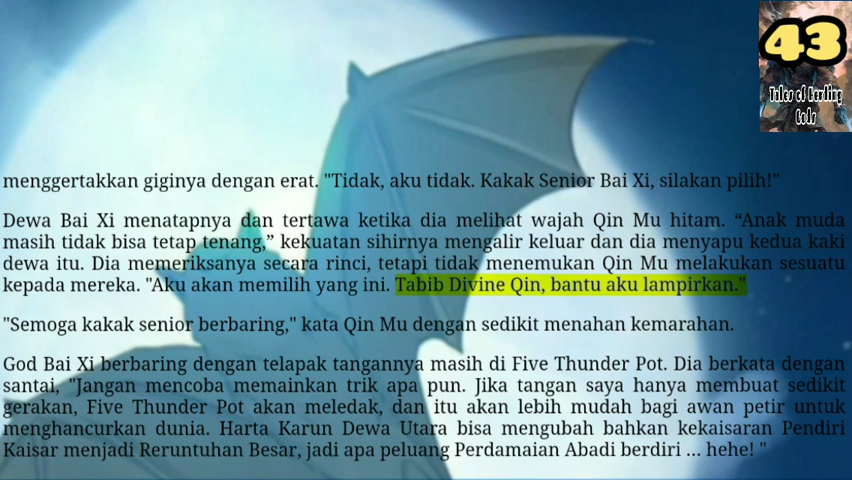 43
Tales of Herding
Gods
menggertakkan giginya dengan erat. "Tidak, aku tidak. Kakak Senior Bai Xi, silakan pilih!"
Dewa Bai Xi menatapnya dan tertawa ketika dia melihat wajah Qin Mu hitam. “Anak muda
masih tidak bisa tetap tenang,” kekuatan sihirnya mengalir keluar dan dia menyapu kedua kaki
dewa itu. Dia memeriksanya secara rinci, tetapi tidak menemukan Qin Mu melakukan sesuatu
kepada mereka. "Aku akan memilih yang ini. Tabib Divine Qin, bantu aku lampirkan."
"Semoga kakak senior berbaring," kata Qin Mu dengan sedikit menahan kemarahan.
God Bai Xi berbaring dengan telapak tangannya masih di Five Thunder Pot. Dia berkata dengan
santai, "Jangan mencoba memainkan trik apa pun. Jika tangan saya hanya membuat sedikit
gerakan, Five Thunder Pot akan meledak, dan itu akan lebih mudah bagi awan petir untuk
menghancurkan dunia. Harta Karun Dewa Utara bisa mengubah bahkan kekaisaran Pendiri
Kaisar menjadi Reruntuhan Besar, jadi apa peluang Perdamaian Abadi berdiri ... hehe! "